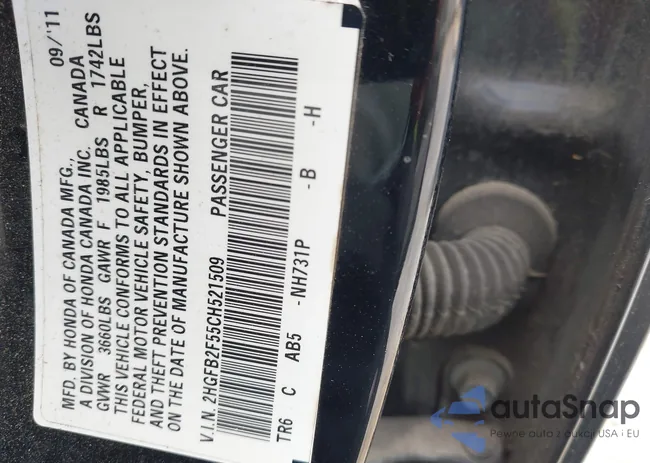 MFD. BY HONDA OF CANADA MFG., 09/'11
A DIVISION OF HONDA CANADA INC. CANADA
GVWR 3660LBS GAWR F 1985LBS R 1742LBS
THIS VEHICLE CONFORMS TO ALL APPLICABLE
FEDERAL MOTOR VEHICLE SAFETY, BUMPER,
AND THEFT PREVENTION STANDARDS IN EFFECT
ON THE DATE OF MANUFACTURE SHOWN ABOVE.
V.I.N. 2HGFB2F55CH521509 PASSENGER CAR
TR6 C AB5 -NH731P -B -H
autoSnap
Pewne auta z aukcji USA i EU